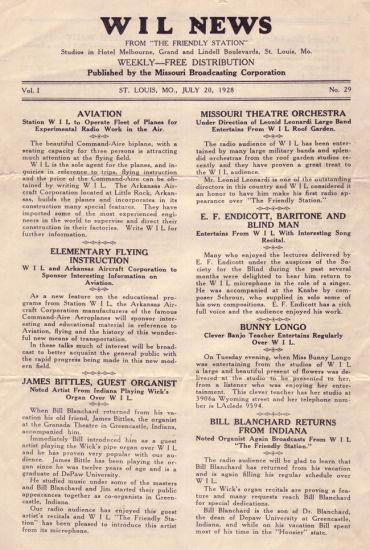 WIL NEWS
FROM "THE FRIENDLY STATION"
Studios in Hotel Melbourne, Grand and Lindell Boulevards, St. Louis, Mo.
WEEKLY—FREE DISTRIBUTION
Published by the Missouri Broadcasting Corporation
Vol. I ST. LOUIS, MO., JULY 20, 1928 No. 29
AVIATION
Station W I L to Operate Fleet of Planes for
Experimental Radio Work in the Air.
The beautiful Command-Aire biplane, with a
seating capacity for three persons is attracting
much attention at the flying field.
W I L is the sole agent for the planes, and in-
quiries in reference to trips, flying instruction
and the price of the Command-Aire can be ob-
tained by writing W I L. The Arkansas Air-
craft Corporation located at Little Rock, Arkan-
sas, builds the planes and incorporates in its
construction many special features. They have
imported some of the most experienced engi-
neers in the world to supervise and direct their
construction in their factories. Write W I L for
further information.
ELEMENTARY FLYING
INSTRUCTION
W I L and Arkansas Aircraft Corporation to
Sponsor Interesting Information on
Aviation.
As a new feature on the educational pro-
grams from Station W I L, the Arkansas Air-
craft Corporation manufacturers of the famous
Command-Aire Aeroplanes will sponsor inter-
esting and educational material in reference to
Aviation, flying and the history of this wonder-
ful new means of transportation.
In these talks much of interest will be broad-
cast to better acquaint the general public with
the rapid progress being made in this new mod-
ern field.
JAMES BITTLES, GUEST ORGANIST
Noted Artist From Indiana Playing Wick's
Organ Over W I L.
When Bill Blanchard returned from his va-
cation his old friend, James Bittles, the organist
at the Granada Theatre in Greencastle, Indiana,
accompanied him.
Immediately Bill introduced him as a guest
artist playing the Wick's pipe organ over W I L
and he has proven very popular with our au-
dience. James Bittles has been playing the or-
gan since he was twelve years of age and is a
graduate of DePauw University.
He studied music under some of the masters
and Bill Blanchard and Jim started their public
appearances together as co-organists in Green-
castle, Indiana.
Our radio audience has enjoyed this guest
artist's recitals and W I L "The Friendly Sta-
tion" has been pleased to introduce this artist
from its microphone.
MISSOURI THEATRE ORCHESTRA
Under Direction of Leonid Leonardi Large Band
Entertains From W I L Roof Garden.
The radio audience of W I L has been enter-
tained by many large military bands and splen-
did orchestras from the roof garden studios re-
cently and they have proven a great treat to
the W I L audience.
Mr. Leonid Leonardi is one of the outstanding
directors in this country and W I L considered it
an honor to have him make his first radio ap-
pearance over "The Friendly Station."
E. F. ENDICOTT, BARITONE AND
BLIND MAN
Entertains From W I L With Interesting Song
Recital.
Many who enjoyed the lectures delivered by
E. F. Endicott under the auspices of the So-
ciety for the Blind during the past several
months were delighted to hear him return to
the W I L microphone in the role of a singer.
He was accompanied at the Knabe by com-
poser Schrour, who supplied in solo some of
his own compositions. E. F. Endicott has a rich
full voice and the audience enjoyed his work.
BUNNY LONGO
Clever Banjo Teacher Entertains Regularly
Over W I L.
On Tuesday evening, when Miss Bunny Longo
was entertaining from the studios of W I L
a large and beautiful present of flowers was de-
livered at the studio to be presented to her,
from a listener who was enjoying her enter-
tainment. This clever teacher has her studio at
3906a Wyoming street and her telephone num-
ber is LAclede 9594.
BILL BLANCHARD RETURNS
FROM INDIANA
Noted Organist Again Broadcasts From W I L
"The Friendly Station."
The radio audience will be glad to learn that
Bill Blanchard has returned from his vacation
and is again filling his regular schedule over
W I L.
The Wick's organ recitals are proving a fea-
ture and many requests reach Bill Blanchard
for special dedications.
Bill Blanchard is the son of Dr. Blanchard,
the dean of Depauw University at Greencastle,
Indiana, and while on his vacation Bill spent
most of his time in the "Hoosier" state.